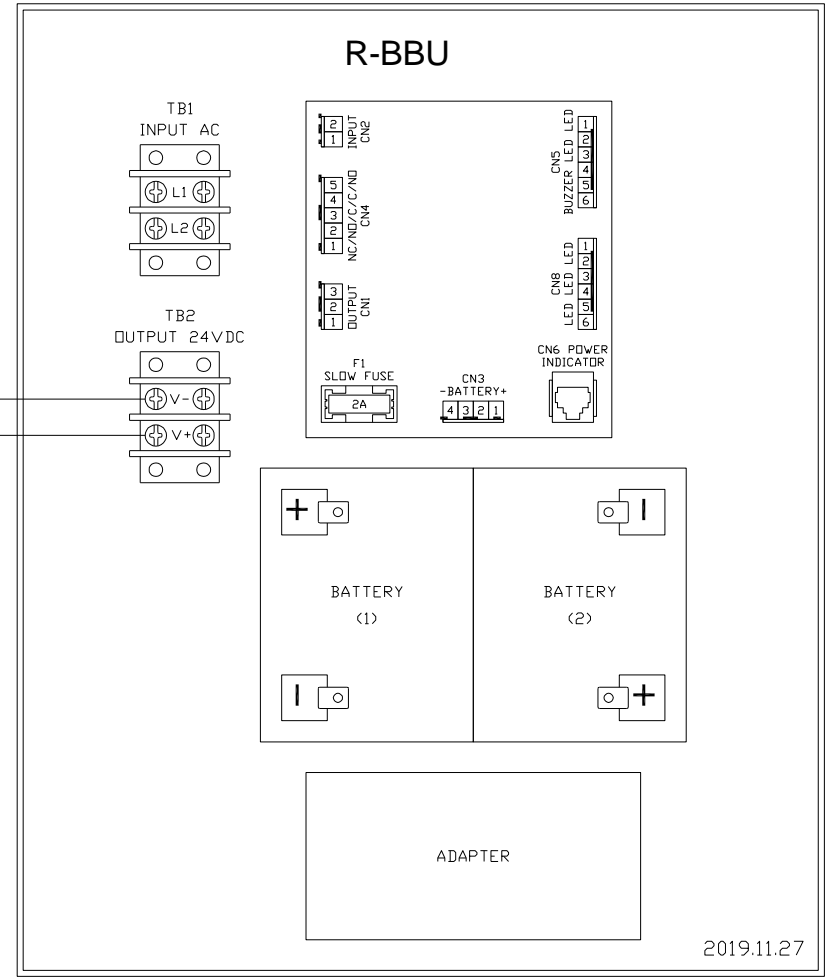 R-BBU
TB1
INPUT AC
L1
L2
TB2
OUTPUT 24VDC
V-
V+
2
1
INPUT
CN2
5
4
3
2
1
NC/NO/C/C/NO
CN4
3
2
1
OUTPUT
CN1
1
2
3
4
5
6
BUZZER LED LED
CN5
1
2
3
4
5
6
LED LED LED
CN8
F1
SLOW FUSE
2A
CN3
-BATTERY+
4 3 2 1
CN6 POWER
INDICATOR
+
-
BATTERY
(1)
BATTERY
(2)
-
+
ADAPTER
2019.11.27